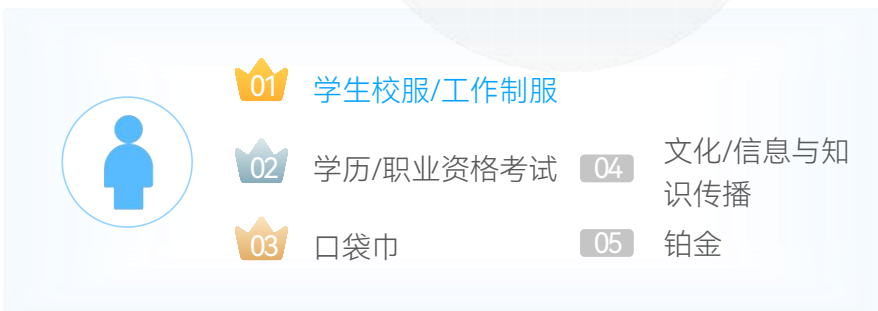 01 学生校服/工作制服
02 学历/职业资格考试
03 口袋巾
04 文化/信息与知
识传播
05 铂金